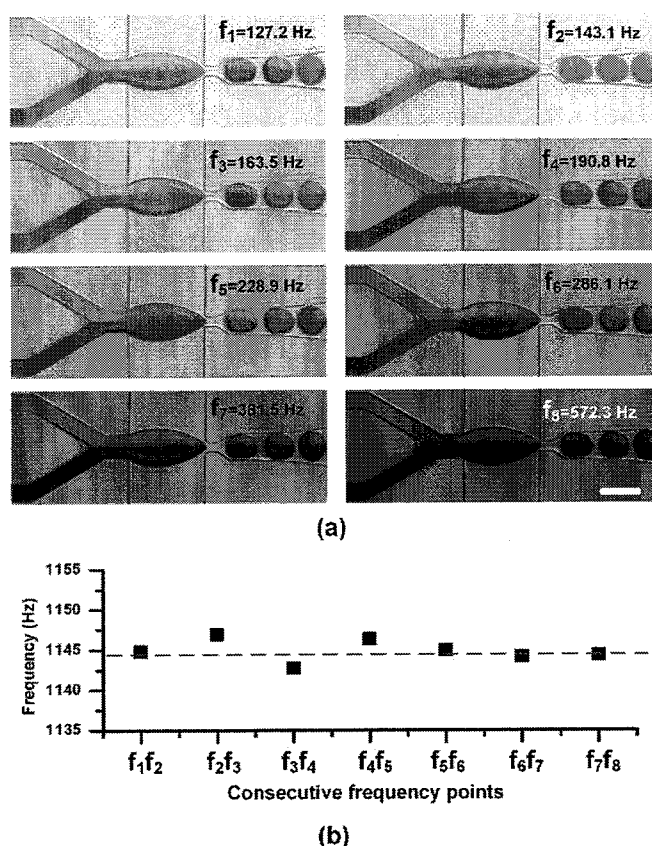 f₁=127.2 Hz
f₂=143.1 Hz
f₃=163.5 Hz
f₄=190.8 Hz
f₅=228.9 Hz
f₆=286.1 Hz
f₇=381.5 Hz
f₈=572.3 Hz
(a)
Frequency (Hz)
1155
1150
1145
1140
1135
f₁f₂ f₂f₃ f₃f₄ f₄f₅ f₅f₆ f₆f₇ f₇f₈
Consecutive frequency points
(b)